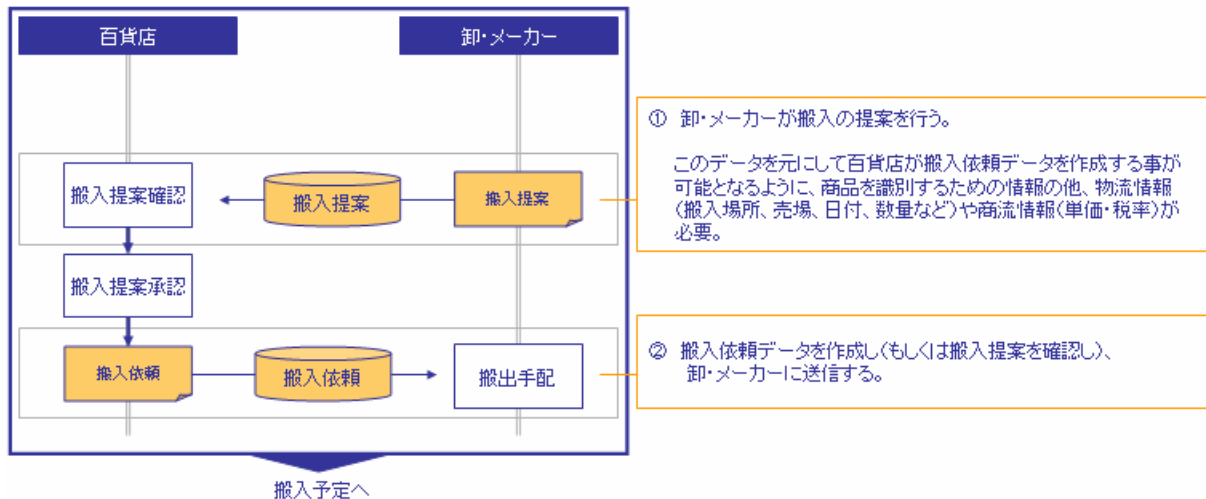 百貨店
卸・メーカー
① 卸・メーカーが搬入の提案を行う。
このデータを元にして百貨店が搬入依頼データを作成する事が
可能となるように、商品を識別するための情報の他、物流情報
(搬入場所、売場、日付、数量など)や商流情報(単価・税率)が
必要。
搬入提案確認
搬入提案
搬入提案
搬入提案承認
② 搬入依頼データを作成し(もしくは搬入提案を確認し)、
卸・メーカーに送信する。
搬入依頼
搬入依頼
搬出手配
搬入予定へ